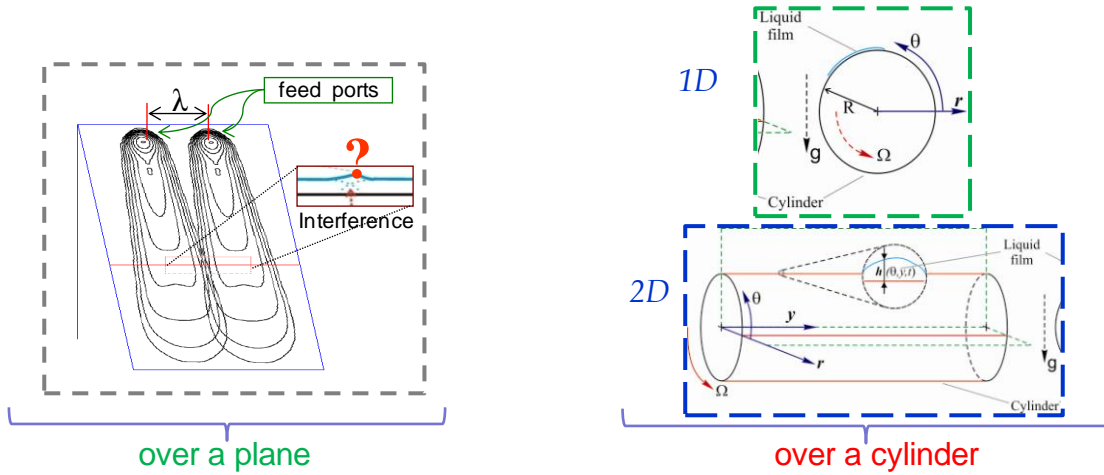 feed ports
λ
?
Interference
over a plane
1D
Liquid
film
θ
R
r
g
Ω
Cylinder
2D
Liquid
film
h(θ,y,t)
θ
y
r
g
Ω
Cylinder
over a cylinder